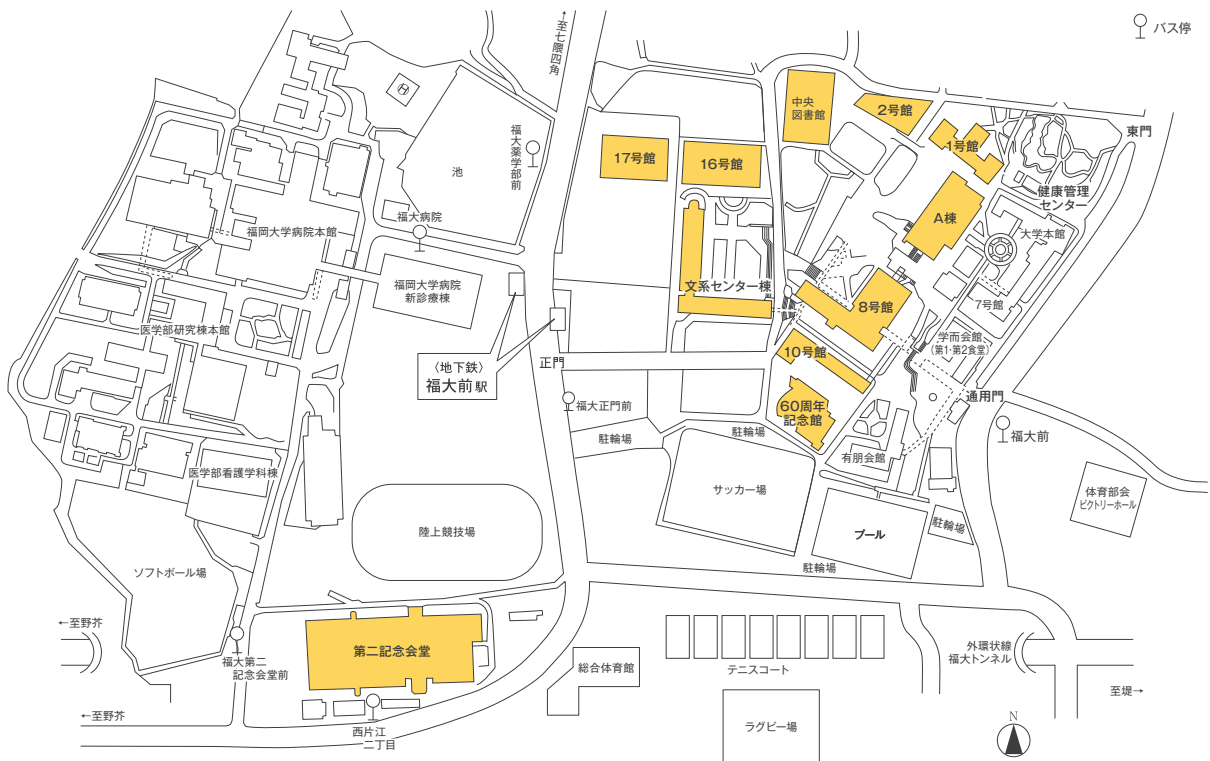 バス停
←至七隈四角
中央
図書館
2号館
東門
1号館
17号館
16号館
福大薬学部前
池
健康管理
センター
A棟
大学本館
福大病院
福岡大学病院本館
福岡大学病院
新診療棟
文系センター棟
8号館
7号館
医学部研究棟本館
学而会館
(第1・第2食堂)
10号館
正門
〈地下鉄〉
福大前駅
通用門
60周年
記念館
福大正門前
福大前
駐輪場
駐輪場
有朋会館
医学部看護学科棟
サッカー場
体育部会
ビクトリーホール
陸上競技場
プール
駐輪場
ソフトボール場
駐輪場
←至野芥
第二記念会堂
福大第二
記念会堂前
総合体育館
テニスコート
外環状線
福大トンネル
至堤→
←至野芥
西片江
二丁目
ラグビー場
N
H